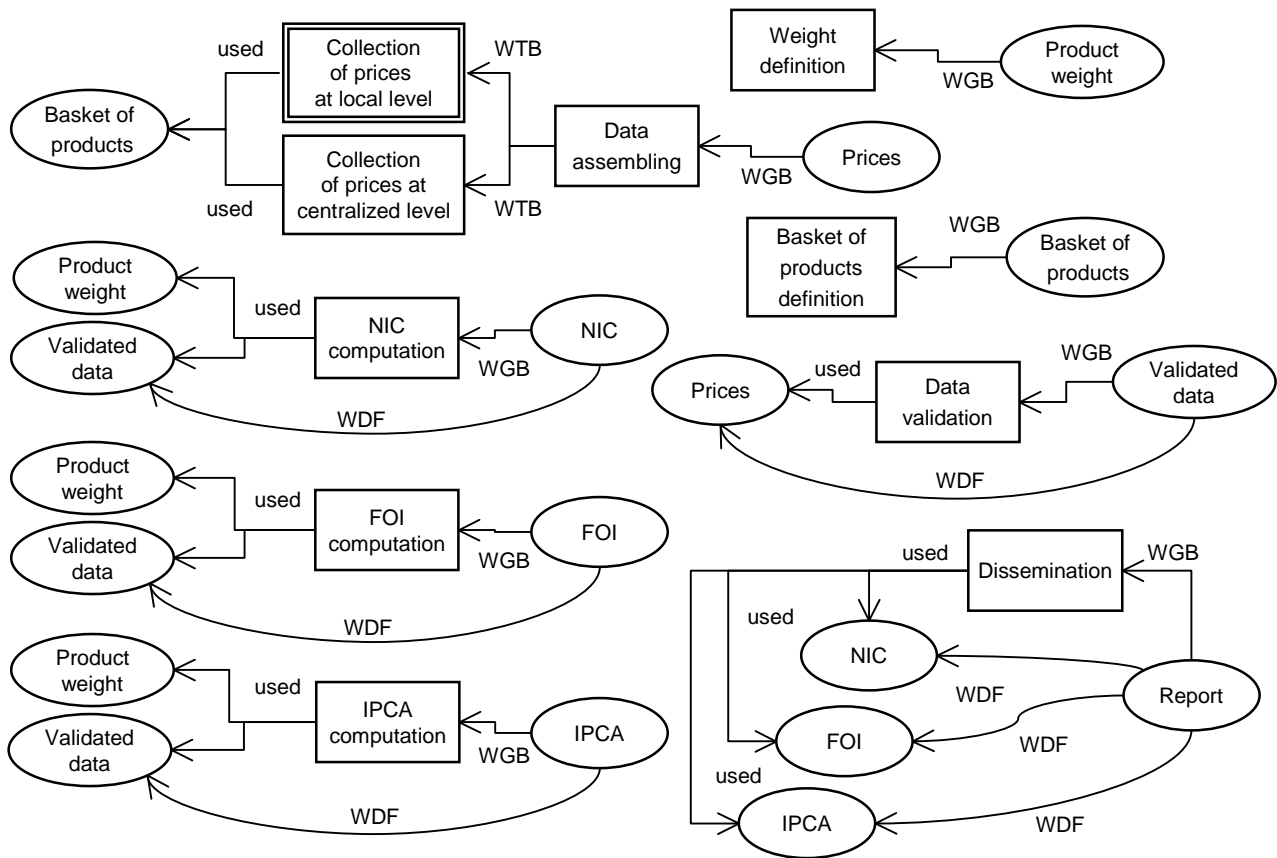 used
Collection
of prices
at local level
WTB
Basket of
products
Data
assembling
WGB
Prices
Collection
of prices at
centralized level
used
WTB
Weight
definition
WGB
Product
weight
Basket of
products
definition
WGB
Basket of
products
Product
weight
Validated
data
used
NIC
computation
WGB
NIC
WDF
Prices
used
Data
validation
WGB
Validated
data
WDF
Product
weight
Validated
data
used
FOI
computation
WGB
FOI
WDF
Product
weight
Validated
data
used
IPCA
computation
WGB
IPCA
WDF
used
Dissemination
WGB
used
NIC
WDF
Report
FOI
WDF
used
IPCA
WDF